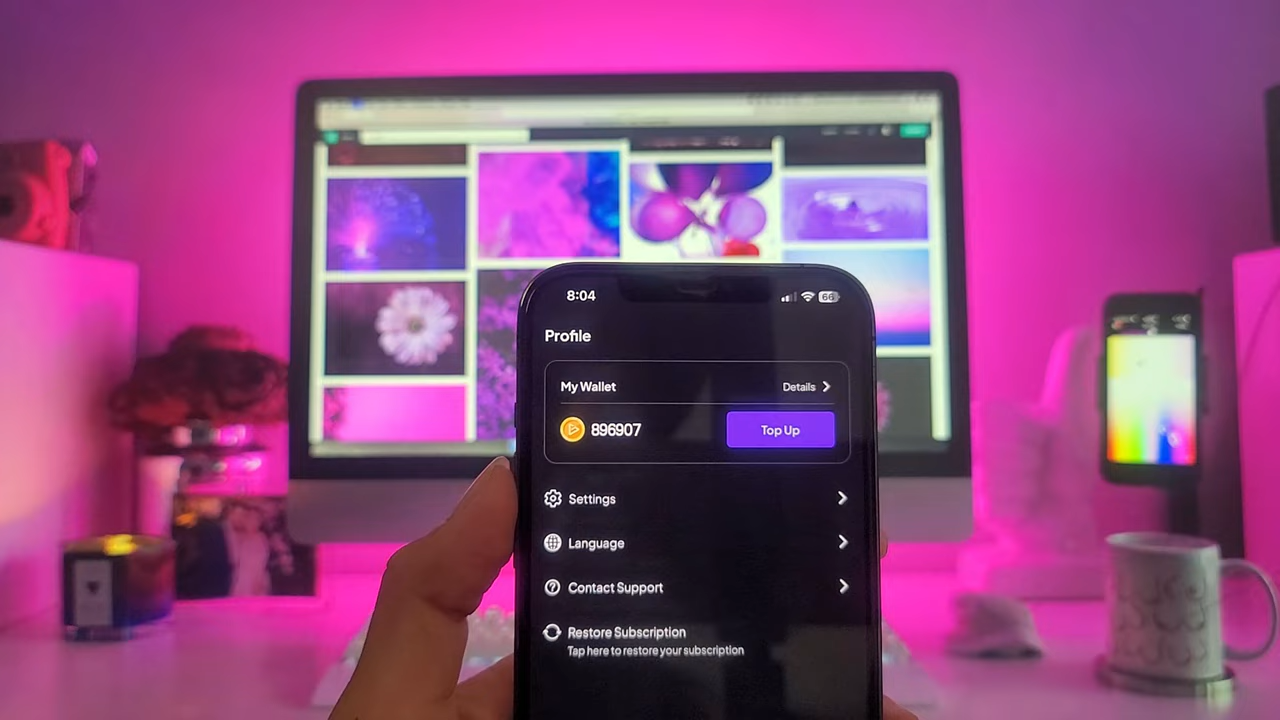 8:04
66
Profile
My Wallet
Details
896907
Top Up
Settings
Language
Contact Support
Restore Subscription
Tap here to restore your subscription